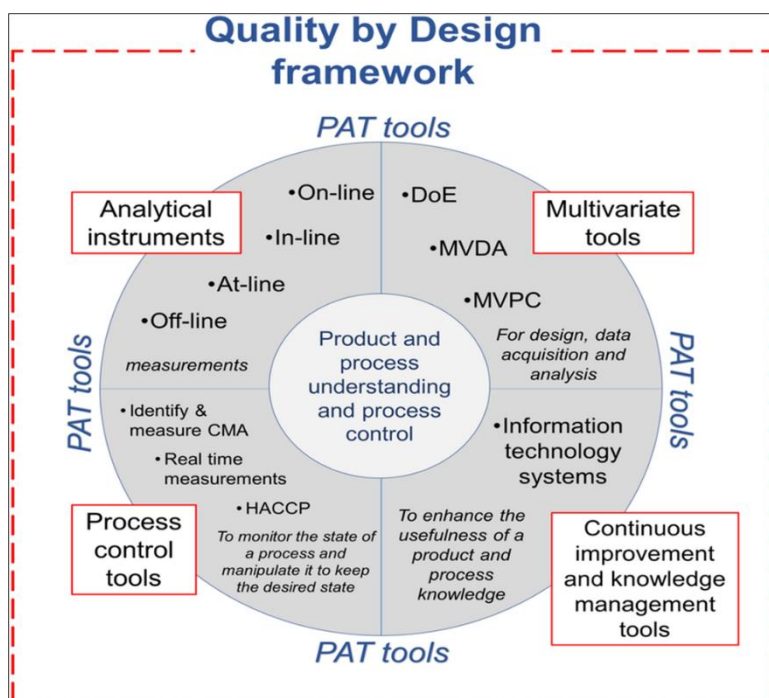 Quality by Design
framework
PAT tools
Analytical
instruments
•On-line
•In-line
•At-line
•Off-line
measurements
•DoE
•MVDA
•MVPC
For design, data
acquisition and
analysis
Multivariate
tools
PAT tools
Product and
process
understanding
and process
control
PAT tools
• Identify &
measure CMA
• Real time
measurements
• HACCP
To monitor the state of
a process and
manipulate it to keep
the desired state
Process
control
tools
•Information
technology
systems
To enhance the
usefulness of a
product and
process
knowledge
Continuous
improvement
and knowledge
management
tools
PAT tools